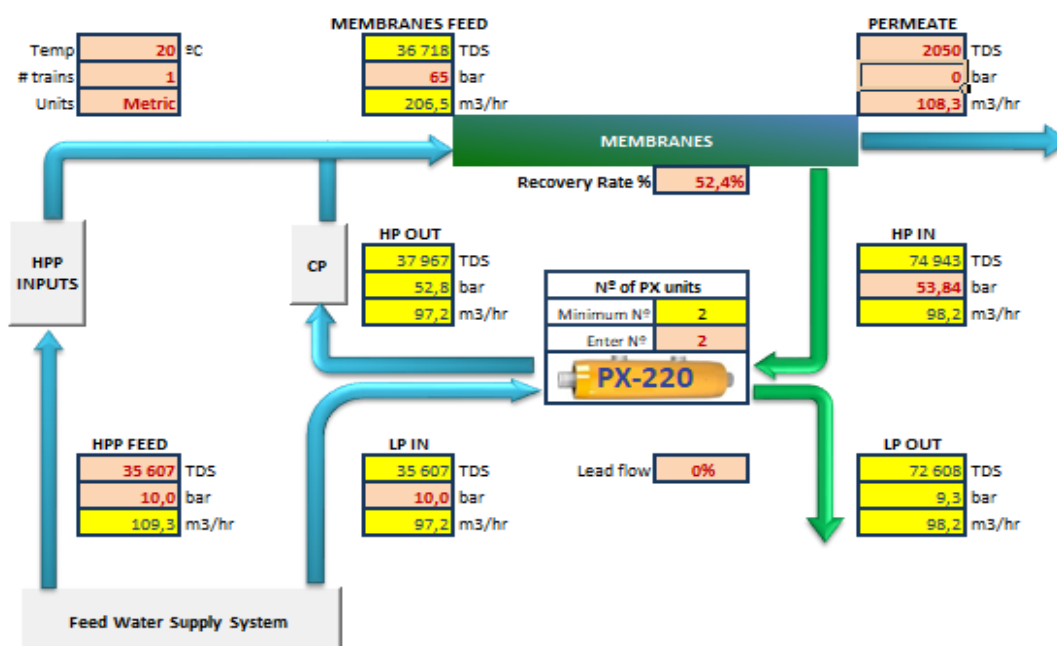 MEMBRANES FEED
PERMEATE
Temp 20 ºC
36 718 TDS
2050 TDS
# trains 1
65 bar
0 bar
Units Metric
206,5 m3/hr
108,3 m3/hr
MEMBRANES
Recovery Rate % 52,4%
HPP INPUTS
CP
HP OUT
37 967 TDS
52,8 bar
97,2 m3/hr
Nº of PX units
Minimum Nº 2
Enter Nº 2
PX-220
HP IN
74 943 TDS
53,84 bar
98,2 m3/hr
HPP FEED
35 607 TDS
10,0 bar
109,3 m3/hr
LP IN
35 607 TDS
10,0 bar
97,2 m3/hr
Lead flow 0%
LP OUT
72 608 TDS
9,3 bar
98,2 m3/hr
Feed Water Supply System